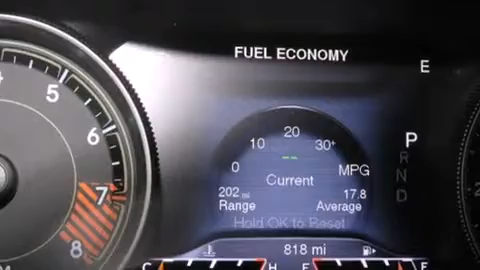 FUEL ECONOMY
E
4
5
6
7
8
20
10 30+
0 MPG
Current
202 mi 17.8
Range Average
Hold OK to Reset
P
R
N
D
818 mi
C H E F